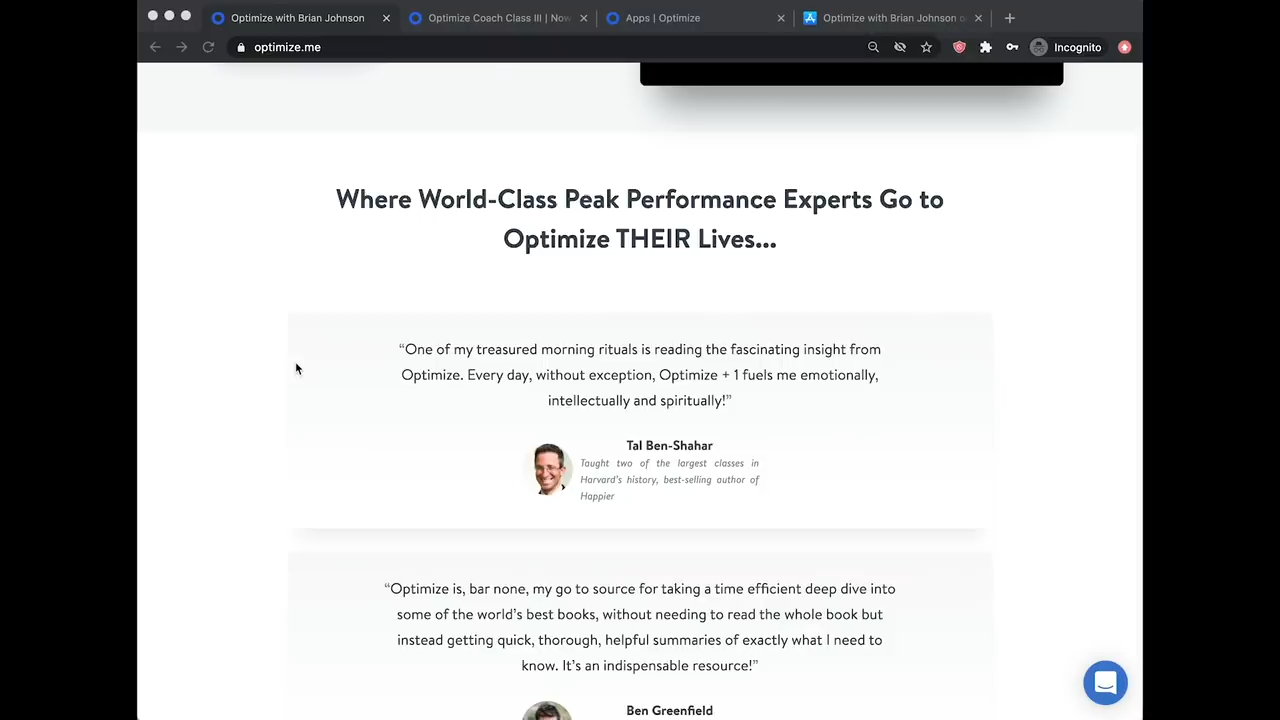 Optimize with Brian Johnson
Optimize Coach Class III | Now
Apps | Optimize
Optimize with Brian Johnson o
optimize.me
Incognito
Where World-Class Peak Performance Experts Go to
Optimize THEIR Lives...
“One of my treasured morning rituals is reading the fascinating insight from
Optimize. Every day, without exception, Optimize + 1 fuels me emotionally,
intellectually and spiritually!”
Tal Ben-Shahar
Taught two of the largest classes in
Harvard's history, best-selling author of
Happier
“Optimize is, bar none, my go to source for taking a time efficient deep dive into
some of the world's best books, without needing to read the whole book but
instead getting quick, thorough, helpful summaries of exactly what I need to
know. It's an indispensable resource!”
Ben Greenfield